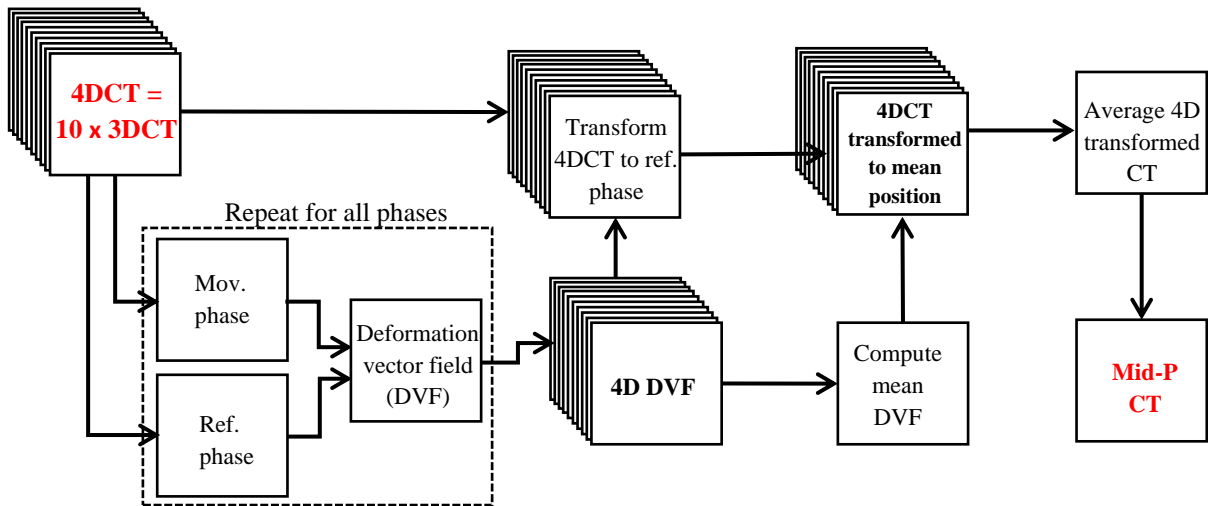 4DCT =
10 x 3DCT
Transform
4DCT to ref.
phase
4DCT
transformed
to mean
position
Average 4D
transformed
CT
Repeat for all phases
Mov.
phase
Ref.
phase
Deformation
vector field
(DVF)
4D DVF
Compute
mean
DVF
Mid-P
CT